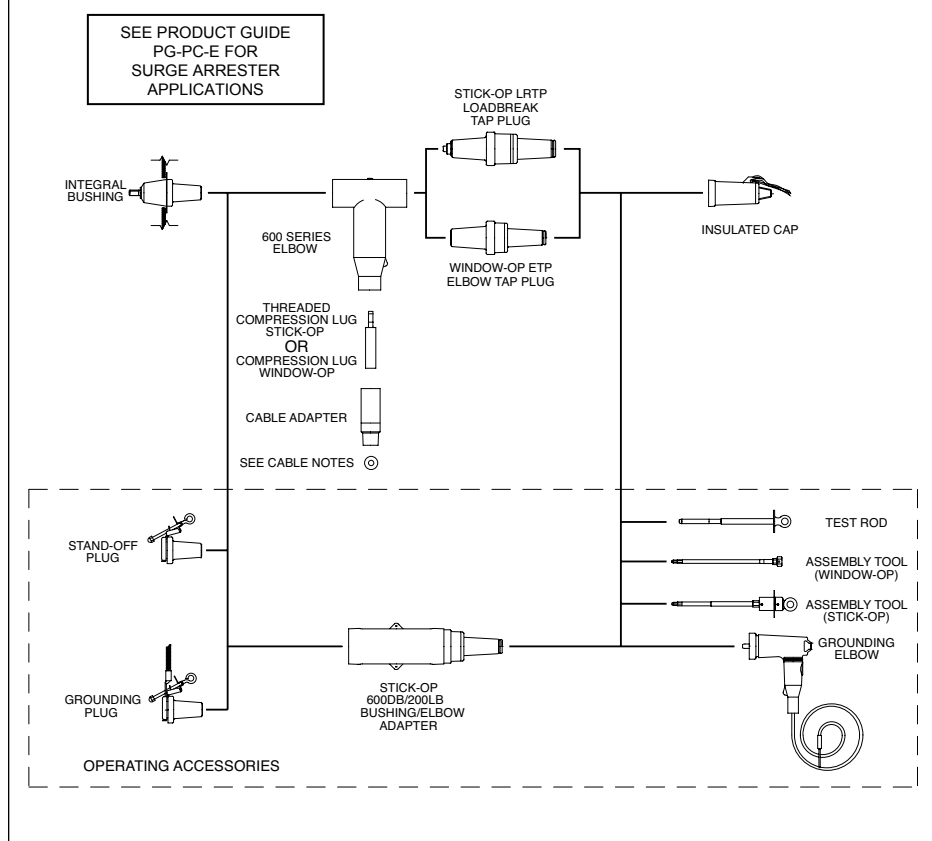 SEE PRODUCT GUIDE
PG-PC-E FOR
SURGE ARRESTER
APPLICATIONS
STICK-OP LRTP
LOADBREAK
TAP PLUG
INTEGRAL
BUSHING
600 SERIES
ELBOW
INSULATED CAP
WINDOW-OP ETP
ELBOW TAP PLUG
THREADED
COMPRESSION LUG
STICK-OP
OR
COMPRESSION LUG
WINDOW-OP
CABLE ADAPTER
SEE CABLE NOTES
STAND-OFF
PLUG
TEST ROD
ASSEMBLY TOOL
(WINDOW-OP)
ASSEMBLY TOOL
(STICK-OP)
GROUNDING
ELBOW
STICK-OP
600DB/200LB
BUSHING/ELBOW
ADAPTER
GROUNDING
PLUG
OPERATING ACCESSORIES